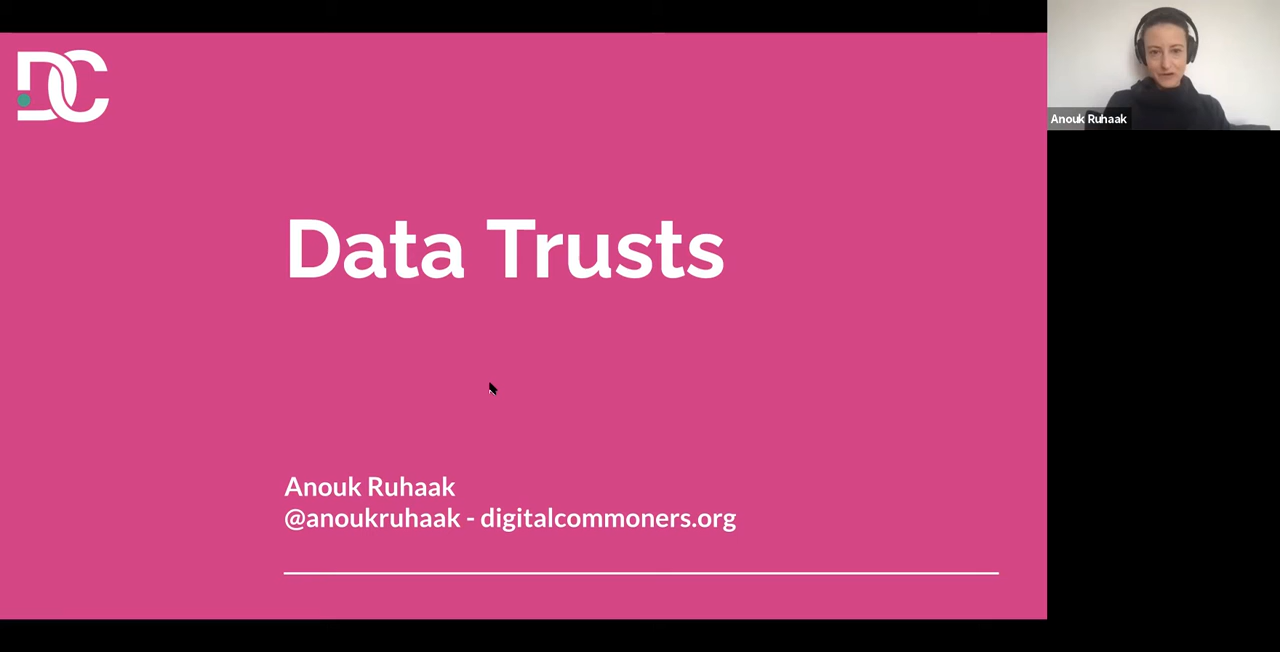 DC
Data Trusts
Anouk Ruhaak
@anoukruhaak - digitalcommoners.org
Anouk Ruhaak